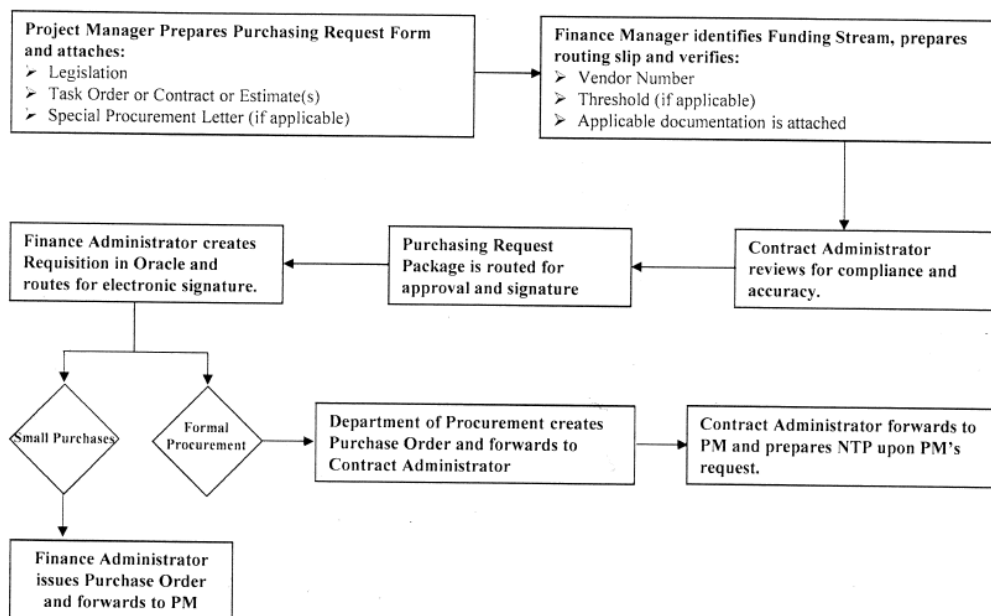 Project Manager Prepares Purchasing Request Form
and attaches:
➢ Legislation
➢ Task Order or Contract or Estimate(s)
➢ Special Procurement Letter (if applicable)
Finance Manager identifies Funding Stream, prepares
routing slip and verifies:
➢ Vendor Number
➢ Threshold (if applicable)
➢ Applicable documentation is attached
Contract Administrator
reviews for compliance and
accuracy.
Purchasing Request
Package is routed for
approval and signature
Finance Administrator creates
Requisition in Oracle and
routes for electronic signature.
Small Purchases
Formal
Procurement
Department of Procurement creates
Purchase Order and forwards to
Contract Administrator
Contract Administrator forwards to
PM and prepares NTP upon PM's
request.
Finance Administrator
issues Purchase Order
and forwards to PM